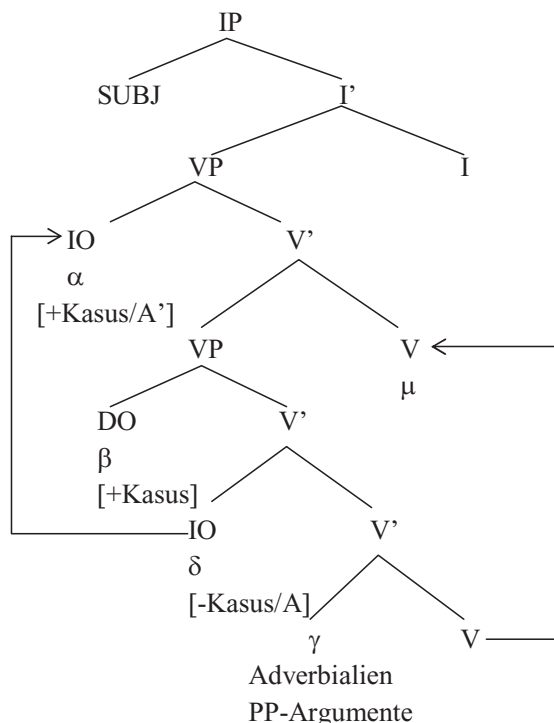 IP
SUBJ I’
VP I
IO V’
α
[+Kasus/A’]
VP V
μ
DO V’
β
[+Kasus]
IO V’
δ
[-Kasus/A]
γ V
Adverbialien
PP-Argumente